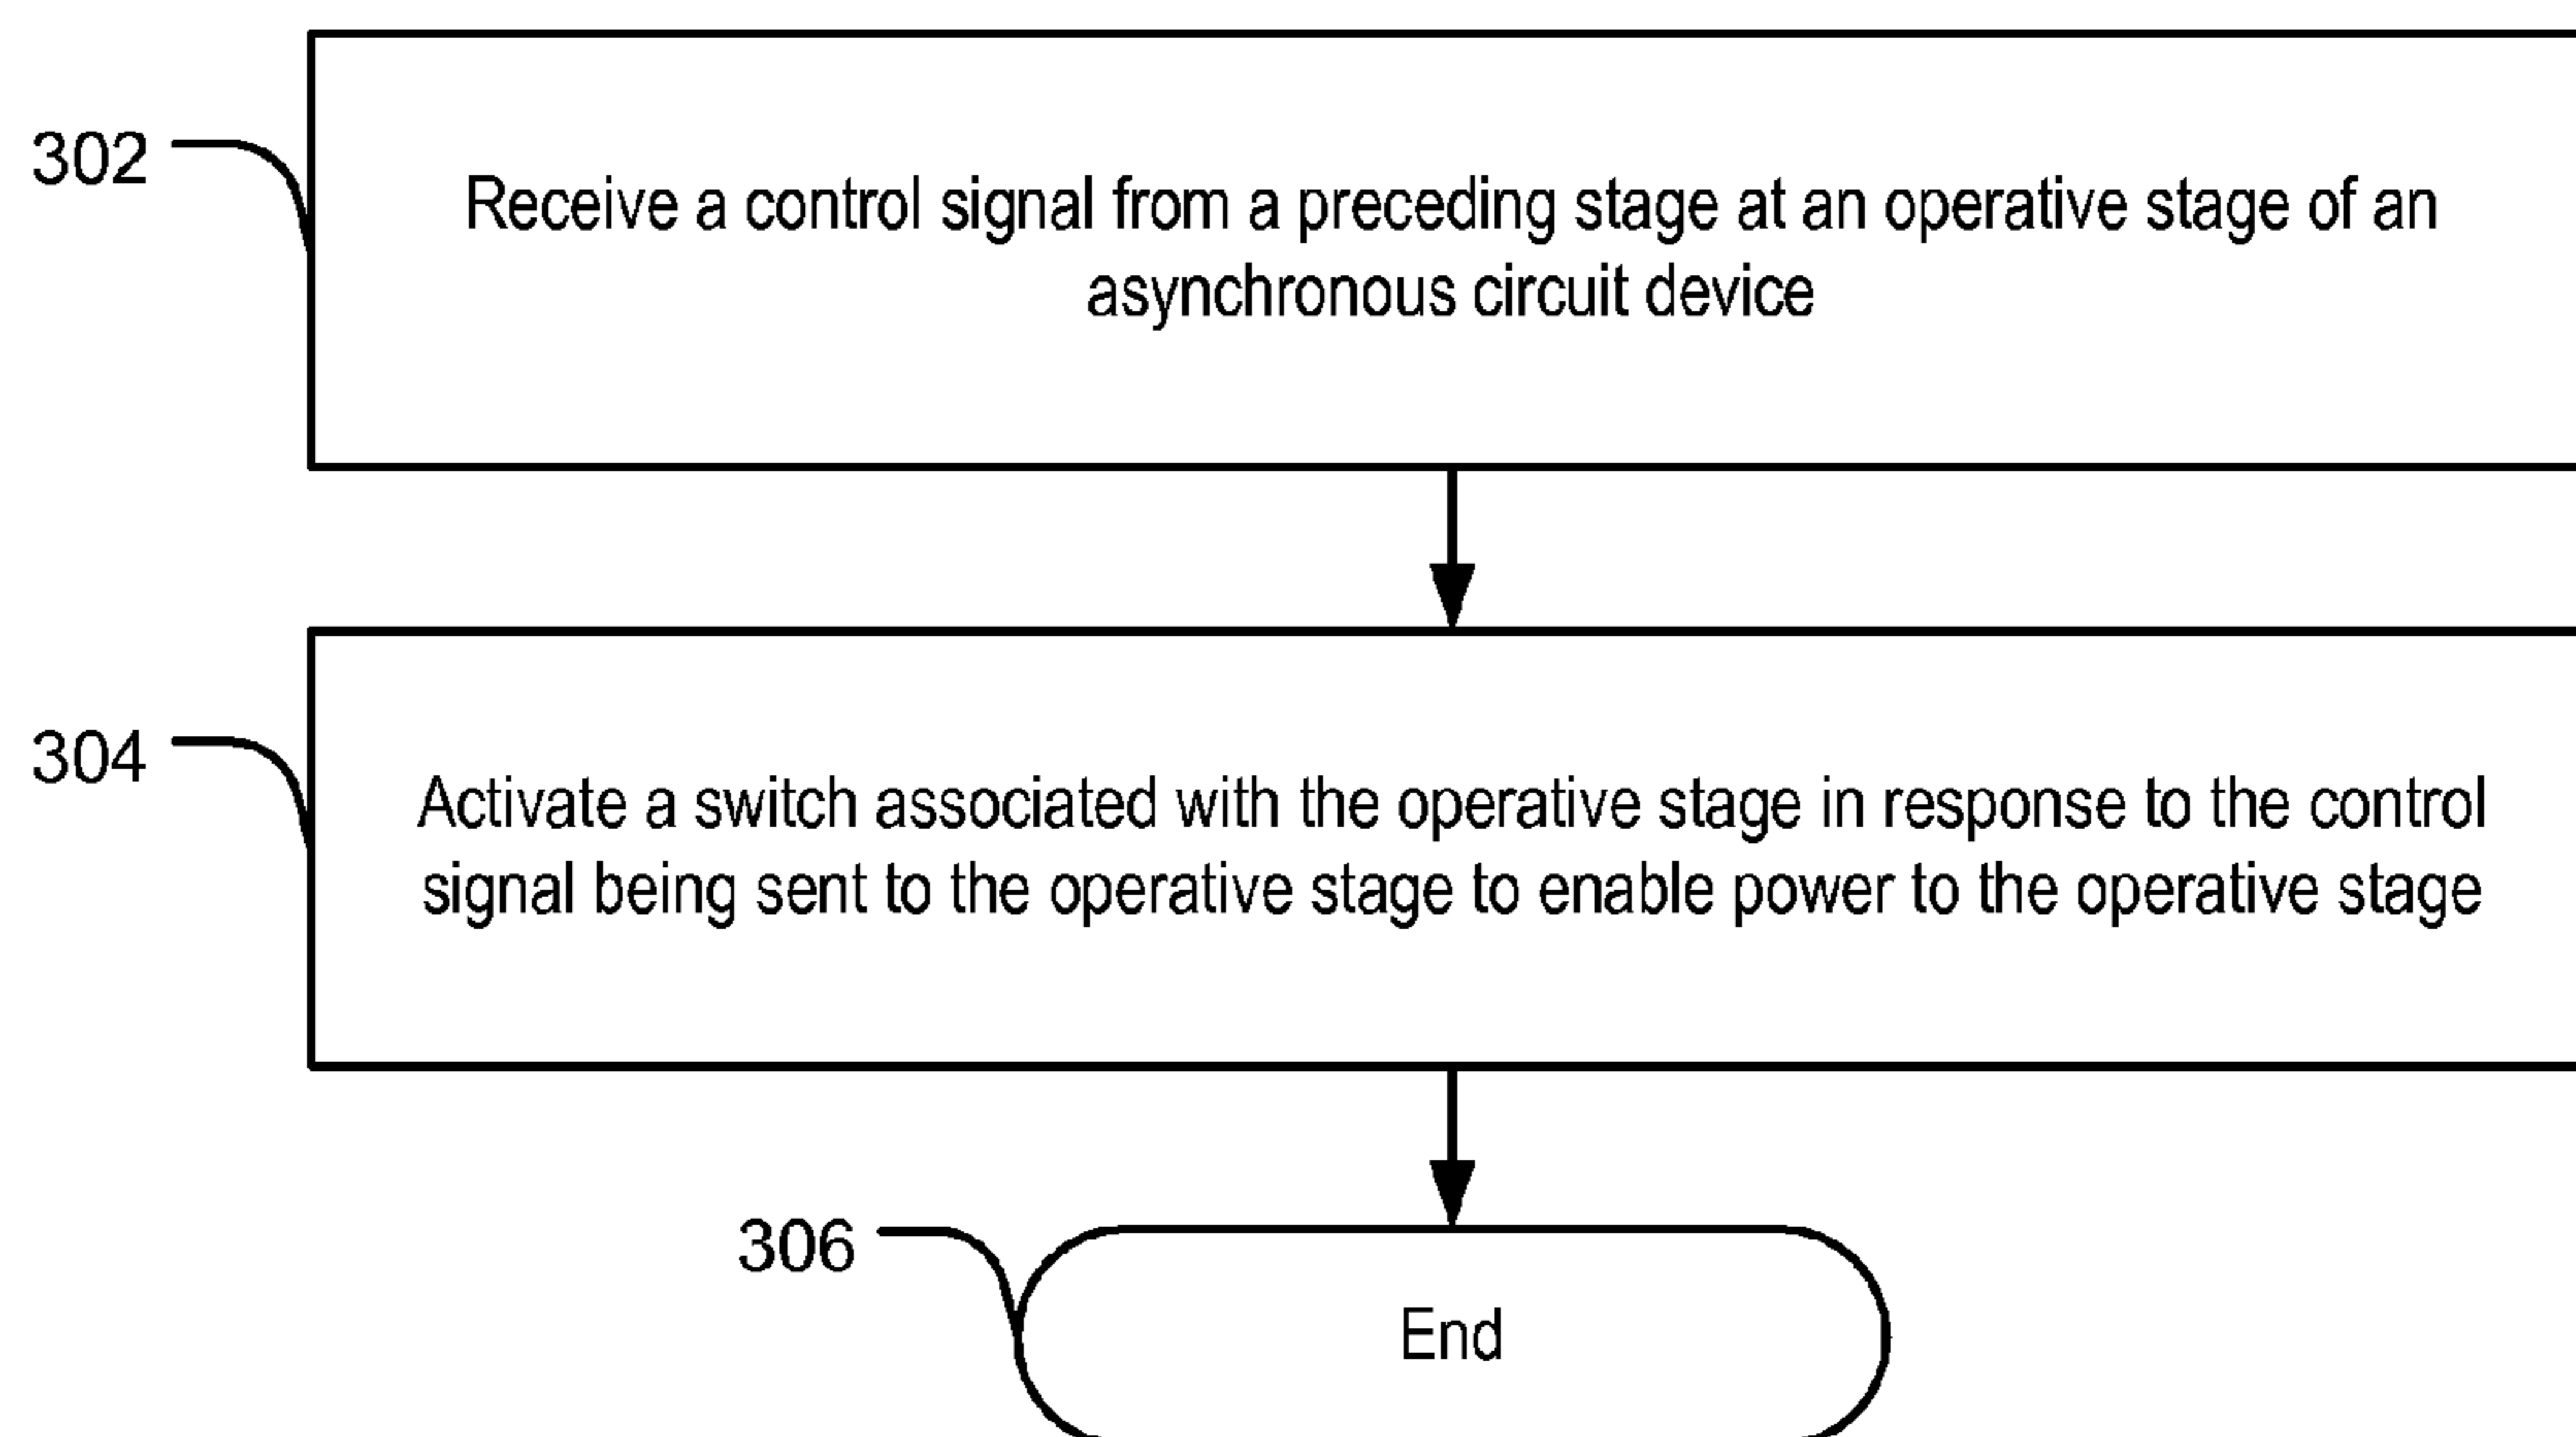 302
Receive a control signal from a preceding stage at an operative stage of an
asynchronous circuit device
304
Activate a switch associated with the operative stage in response to the control
signal being sent to the operative stage to enable power to the operative stage
306
End